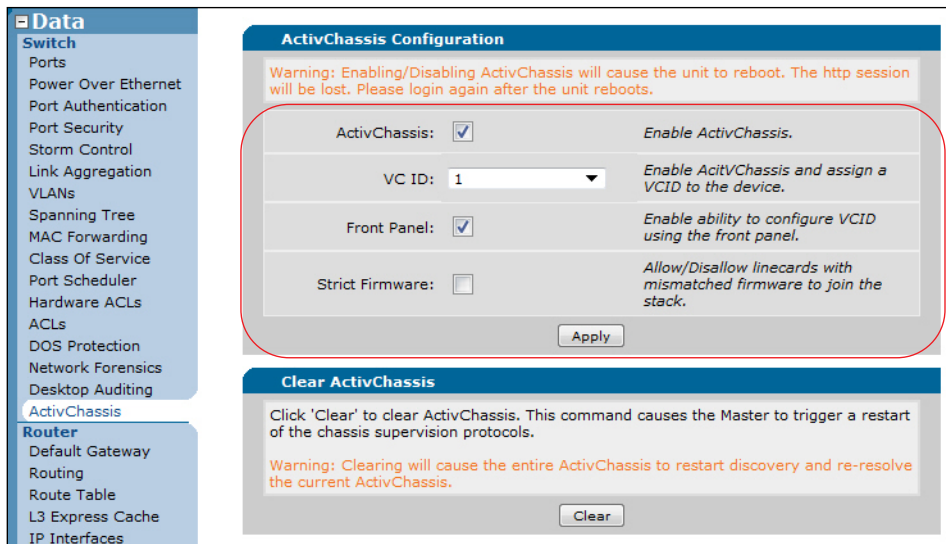 Data
Switch
Ports
Power Over Ethernet
Port Authentication
Port Security
Storm Control
Link Aggregation
VLANs
Spanning Tree
MAC Forwarding
Class Of Service
Port Scheduler
Hardware ACLs
ACLs
DOS Protection
Network Forensics
Desktop Auditing
ActivChassis
Router
Default Gateway
Routing
Route Table
L3 Express Cache
IP Interfaces
ActivChassis Configuration
Warning: Enabling/Disabling ActivChassis will cause the unit to reboot. The http session
will be lost. Please login again after the unit reboots.
ActivChassis:
Enable ActivChassis.
VC ID: 1
Enable AcitVChassis and assign a
VCID to the device.
Front Panel:
Enable ability to configure VCID
using the front panel.
Strict Firmware:
Allow/Disallow linecards with
mismatched firmware to join the
stack.
Apply
Clear ActivChassis
Click 'Clear' to clear ActivChassis. This command causes the Master to trigger a restart
of the chassis supervision protocols.
Warning: Clearing will cause the entire ActivChassis to restart discovery and re-resolve
the current ActivChassis.
Clear